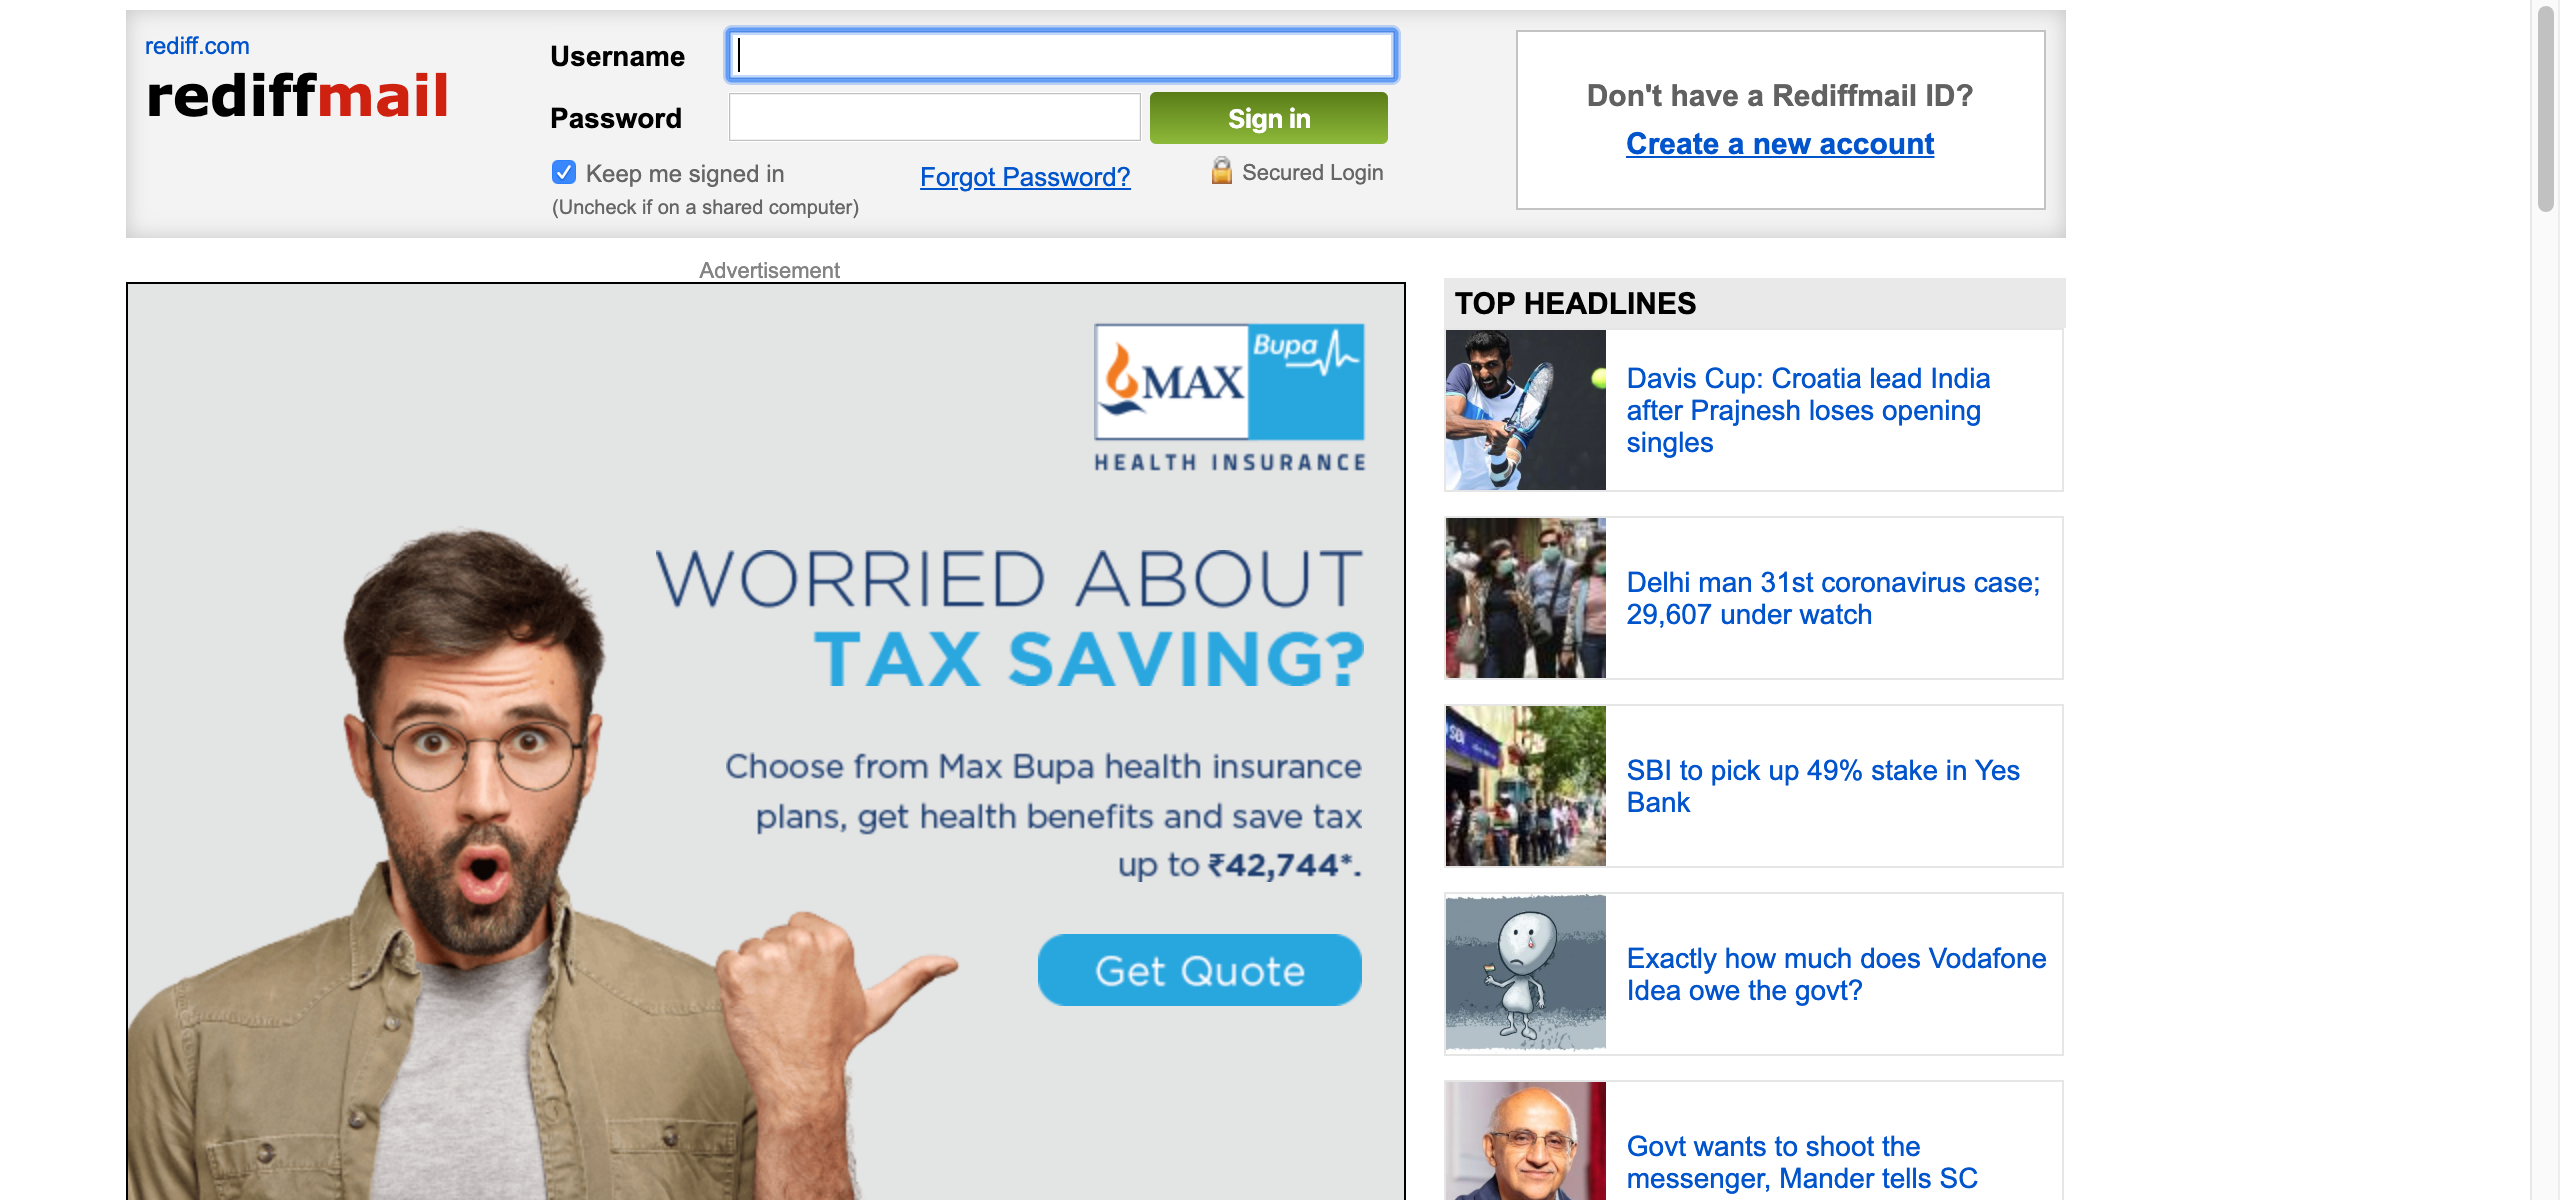 rediff.com
rediffmail
Username
Password
Sign in
Keep me signed in
(Uncheck if on a shared computer)
Forgot Password?
Secured Login
Don't have a Rediffmail ID?
Create a new account
Advertisement
MAX
Bupa
HEALTH INSURANCE
WORRIED ABOUT
TAX SAVING?
Choose from Max Bupa health insurance
plans, get health benefits and save tax
up to ₹42,744*.
Get Quote
TOP HEADLINES
Davis Cup: Croatia lead India
after Prajnesh loses opening
singles
Delhi man 31st coronavirus case;
29,607 under watch
SBI
SBI to pick up 49% stake in Yes
Bank
Exactly how much does Vodafone
Idea owe the govt?
Govt wants to shoot the
messenger, Mander tells SC